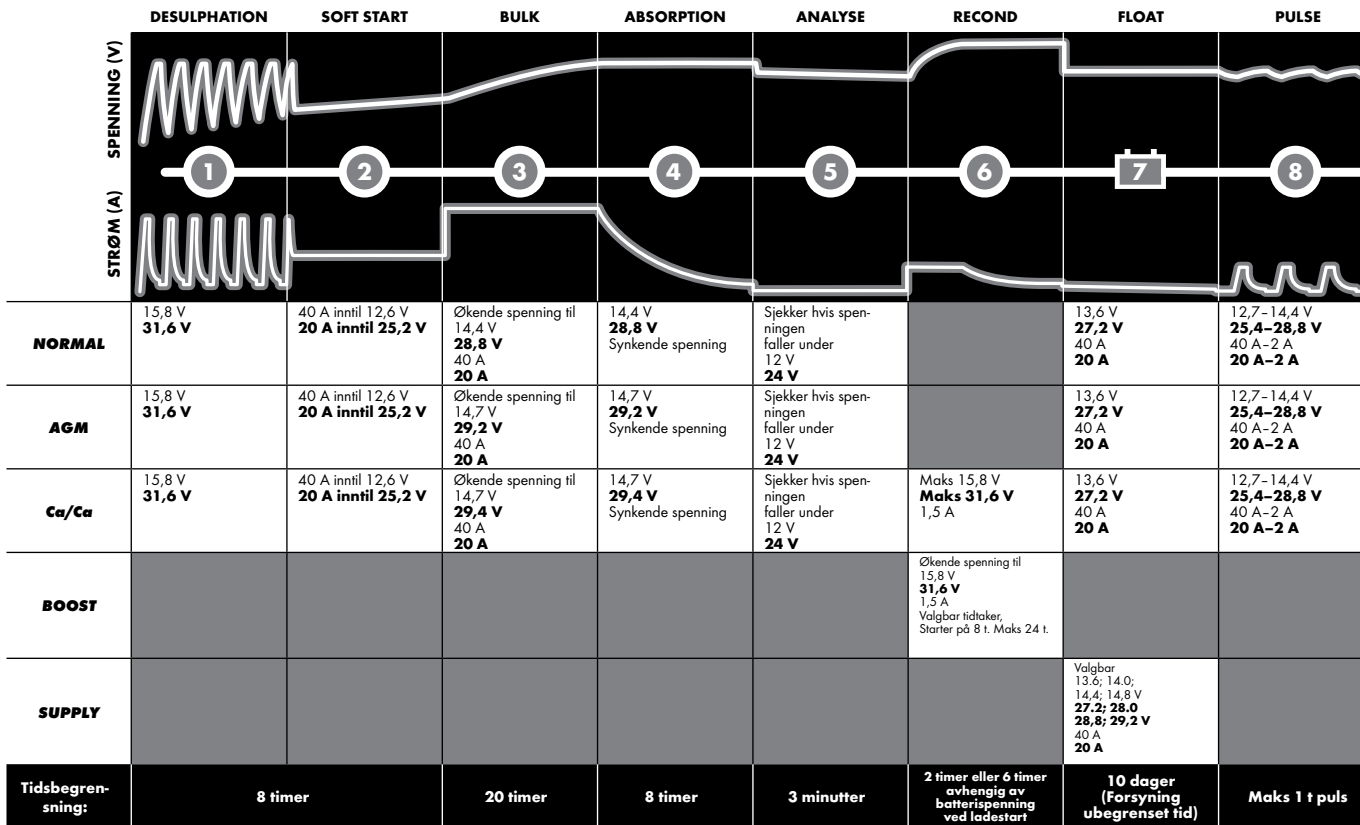 DESULPHATION SOFT START BULK ABSORPTION ANALYSE RECOND FLOAT PULSE
SPENNING (V)
1 2 3 4 5 6 7 8
STRØM (A)
NORMAL
15,8 V
31,6 V
40 A inntil 12,6 V
20 A inntil 25,2 V
Økende spenning til
14,4 V
28,8 V
40 A
20 A
14,4 V
28,8 V
Synkende spenning
Sjekker hvis spen-
ningen
faller under
12 V
24 V
13,6 V
27,2 V
40 A
20 A
12,7–14,4 V
25,4–28,8 V
40 A–2 A
20 A–2 A
AGM
15,8 V
31,6 V
40 A inntil 12,6 V
20 A inntil 25,2 V
Økende spenning til
14,7 V
29,2 V
40 A
20 A
14,7 V
29,2 V
Synkende spenning
Sjekker hvis spen-
ningen
faller under
12 V
24 V
13,6 V
27,2 V
40 A
20 A
12,7–14,4 V
25,4–28,8 V
40 A–2 A
20 A–2 A
Ca/Ca
15,8 V
31,6 V
40 A inntil 12,6 V
20 A inntil 25,2 V
Økende spenning til
14,7 V
29,4 V
40 A
20 A
14,7 V
29,4 V
Synkende spenning
Sjekker hvis spen-
ningen
faller under
12 V
24 V
Maks 15,8 V
Maks 31,6 V
1,5 A
13,6 V
27,2 V
40 A
20 A
12,7–14,4 V
25,4–28,8 V
40 A–2 A
20 A–2 A
BOOST
Økende spenning til
15,8 V
31,6 V
1,5 A
Valgbar tidtaker,
Starter på 8 t. Maks 24 t.
SUPPLY
Valgbar
13.6; 14.0;
14,4; 14,8 V
27.2; 28.0
28,8; 29,2 V
40 A
20 A
Tidsbegren-
sning:
8 timer
20 timer
8 timer
3 minutter
2 timer eller 6 timer
avhengig av
batterispenning
ved ladestart
10 dager
(Forsyning
ubegrenset tid)
Maks 1 t puls